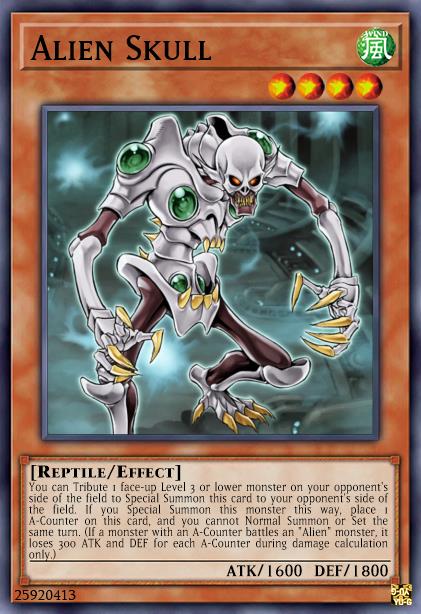 Alien Skull
WIND
風
[Reptile/Effect]
You can Tribute 1 face-up Level 3 or lower monster on your opponent's
side of the field to Special Summon this card to your opponent's side of
the field. If you Special Summon this monster this way, place 1
A-Counter on this card, and you cannot Normal Summon or Set the
same turn. (If a monster with an A-Counter battles an "Alien" monster, it
loses 300 ATK and DEF for each A-Counter during damage calculation
only.)
ATK/1600 DEF/1800
25920413